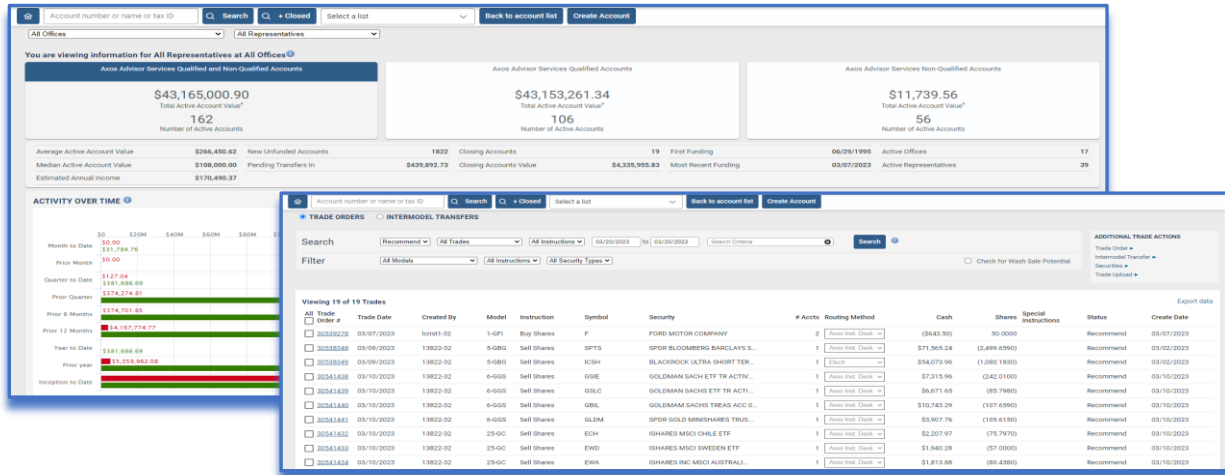 Account number or name or tax ID Search + Closed Select a list Back to account list Create Account
All Offices All Representatives
You are viewing information for All Representatives at All Offices
Axos Advisor Services Qualified and Non-Qualified Accounts
$43,165,000.90
Total Active Account Value
162
Number of Active Accounts
Axos Advisor Services Qualified Accounts
$43,153,261.34
Total Active Account Value
106
Number of Active Accounts
Axos Advisor Services Non-Qualified Accounts
$11,739.56
Total Active Account Value
56
Number of Active Accounts
Average Active Account Value $266,450.62 New Unfunded Accounts 1822 Closing Accounts 19 First Funding 06/29/1995 Active Offices 17
Median Active Account Value $108,000.00 Pending Transfers In $439,892.73 Closing Accounts Value $4,335,955.83 Most Recent Funding 03/07/2023 Active Representatives 39
Estimated Annual Income $170,490.37
ACTIVITY OVER TIME
$0 $20M $40M $60M $80M
Month to Date $0.00
$31,784.76
Prior Month $0.00
Quarter to Date $127.04
$381,686.69
Prior Quarter $374,274.61
Prior 6 Months $374,701.85
Prior 12 Months $4,167,774.77
Year to Date $381,686.69
Prior year $5,359,962.08
Inception to Date
Account number or name or tax ID Search + Closed Select a list Back to account list Create Account
TRADE ORDERS INTERMODEL TRANSFERS
Search Recommend All Trades All Instructions 03/20/2023 to 03/20/2023 Search Criteria Search
Filter All Models All Instructions All Security Types Check for Wash Sale Potential
ADDITIONAL TRADE ACTIONS
Trade Order
Intermodel Transfer
Securities
Trade Upload
Viewing 19 of 19 Trades Export data
All Trade Order # Trade Date Created By Model Instruction Symbol Security # Accts Routing Method Cash Shares Special Instructions Status Create Date
30539278 03/07/2023 lcrist1-32 1-GFI Buy Shares F FORD MOTOR COMPANY 2 Axos Inst. Desk ($643.50) 50.0000 Recommend 03/07/2023
30538348 03/09/2023 13822-32 5-GBG Sell Shares SPTS SPDR BLOOMBERG BARCLAYS S... 1 Axos Inst. Desk $71,565.24 (2,499.6590) Recommend 03/02/2023
30538349 03/09/2023 13822-32 5-GBG Sell Shares ICSH BLACKROCK ULTRA SHORT TER... 1 $54,073.96 (1,080.1830) Recommend 03/02/2023
30541438 03/10/2023 13822-32 6-GGS Sell Shares GSIE GOLDMAN SACH ETF TR ACTIV... 1 Axos Inst. Desk $7,315.96 (242.0100) Recommend 03/10/2023
30541439 03/10/2023 13822-32 6-GGS Sell Shares GSLC GOLDMAN SACHS ETF TR ACTI... 1 Axos Inst. Desk $6,671.65 (85.7980) Recommend 03/10/2023
30541440 03/10/2023 13822-32 6-GGS Sell Shares GBIL GOLDMAM SACHS TREAS ACC 0... 1 Axos Inst. Desk $10,743.29 (107.6590) Recommend 03/10/2023
30541441 03/10/2023 13822-32 6-GGS Sell Shares GLDM SPDR GOLD MINISHARES TRUS... 1 Axos Inst. Desk $3,907.76 (105.6150) Recommend 03/10/2023
30541432 03/10/2023 13822-32 25-GC Sell Shares ECH ISHARES MSCI CHILE ETF 1 Axos Inst. Desk $2,207.97 (75.7970) Recommend 03/10/2023
30541433 03/10/2023 13822-32 25-GC Sell Shares EWD ISHARES MSCI SWEDEN ETF 1 Axos Inst. Desk $1,940.28 (57.0000) Recommend 03/10/2023
30541434 03/10/2023 13822-32 25-GC Sell Shares EWA ISHARES INC MSCI AUSTRALI... 1 Axos Inst. Desk $1,813.88 (80.4380) Recommend 03/10/2023